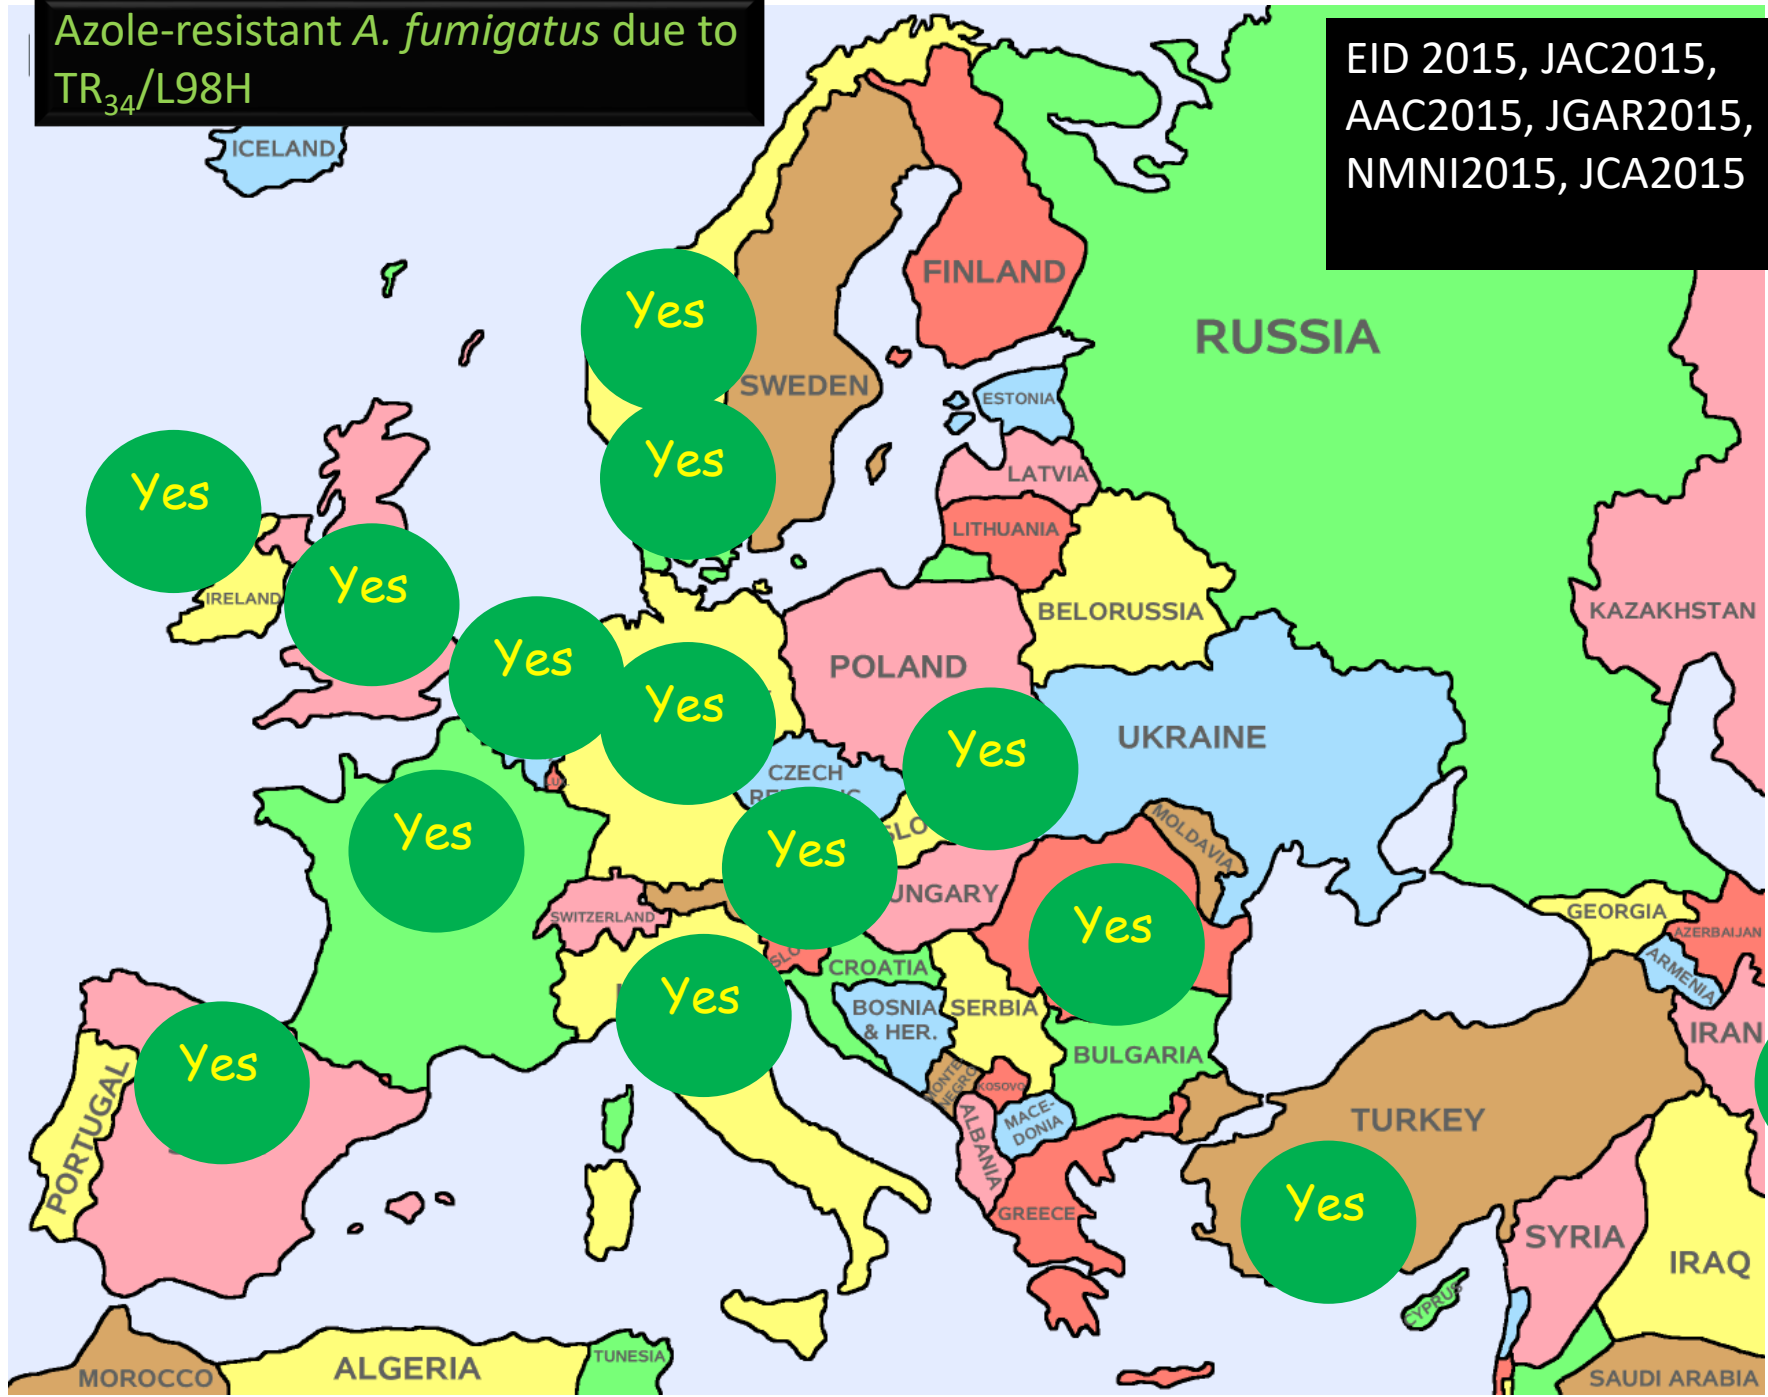 Azole-resistant A. fumigatus due to
TR34/L98H
EID 2015, JAC2015,
AAC2015, JGAR2015,
NMNI2015, JCA2015
ICELAND
FINLAND
RUSSIA
Yes
SWEDEN
ESTONIA
Yes
LATVIA
Yes
LITHUANIA
IRELAND
Yes
BELORUSSIA
KAZAKHSTAN
Yes
POLAND
Yes
UKRAINE
Yes
CZECH
Yes
MOLDAVIA
Yes
SWITZERLAND
GEORGIA
Yes
AZERBAIJAN
CROATIA
ARMENIA
Yes
BOSNIA
& HER.
SERBIA
IRAN
Yes
BULGARIA
MONTE
NEGRO
KOSOVO
PORTUGAL
MACE-
DONIA
ALBANIA
TURKEY
GREECE
Yes
SYRIA
IRAQ
CYPRUS
MOROCCO
ALGERIA
TUNESIA
SAUDI ARABIA